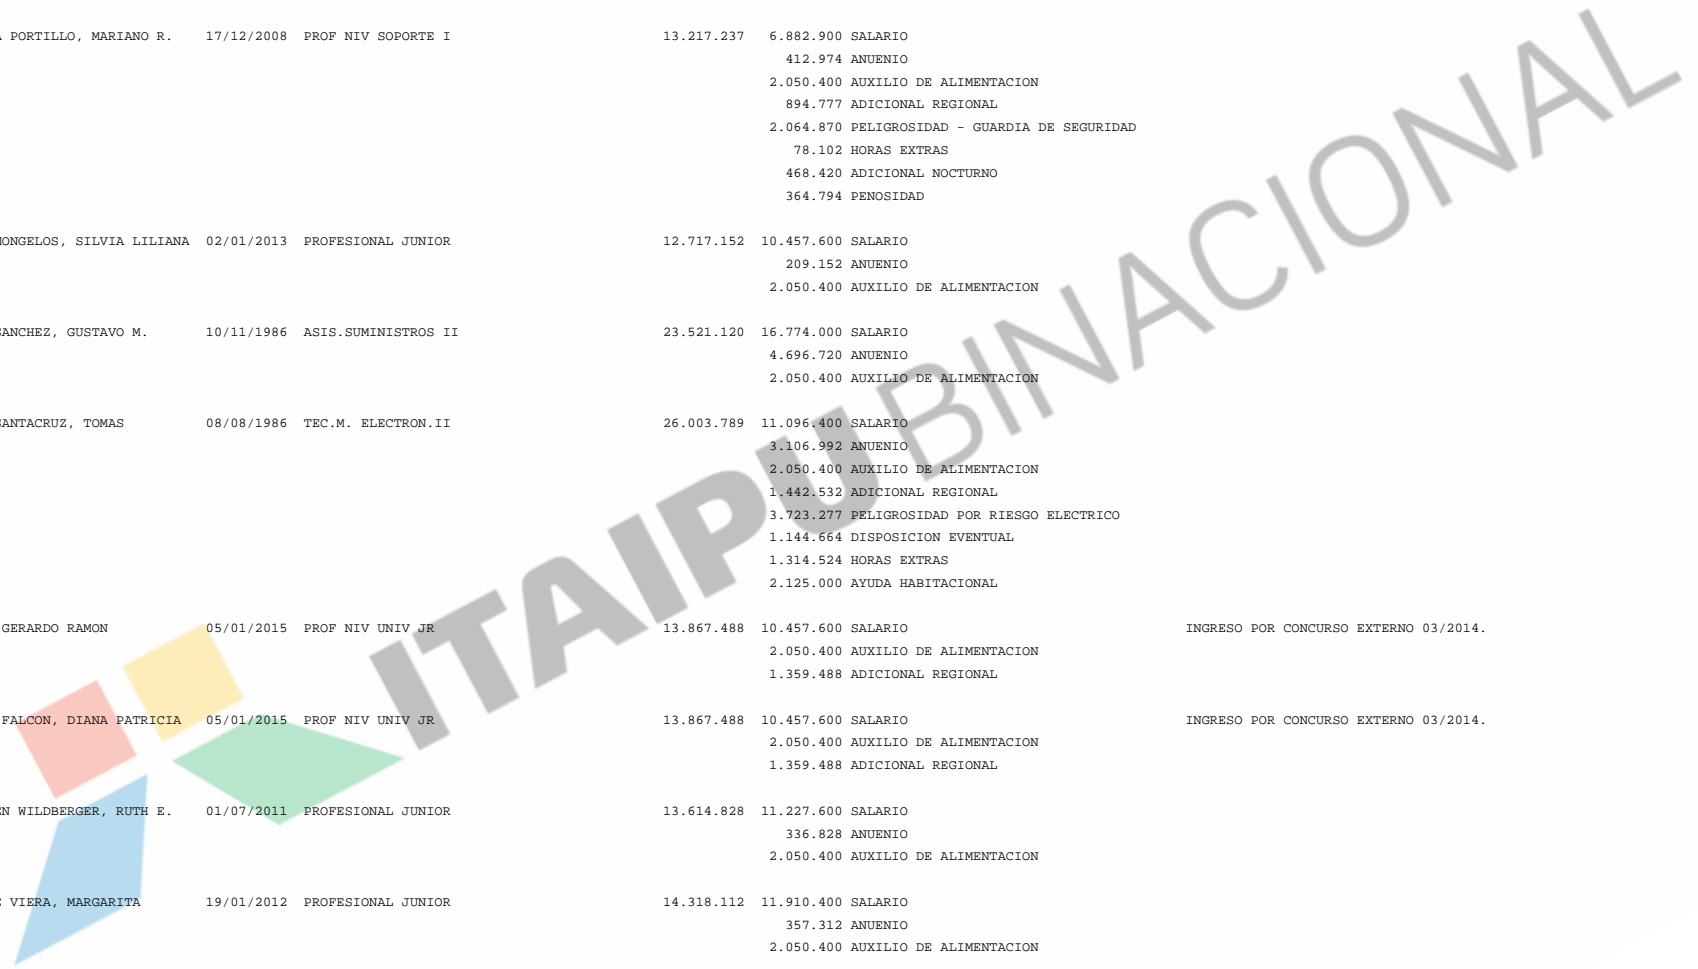 A PORTILLO, MARIANO R. 17/12/2008 PROF NIV SOPORTE I 13.217.237 6.882.900 SALARIO
412.974 ANUENIO
2.050.400 AUXILIO DE ALIMENTACION
894.777 ADICIONAL REGIONAL
2.064.870 PELIGROSIDAD - GUARDIA DE SEGURIDAD
78.102 HORAS EXTRAS
468.420 ADICIONAL NOCTURNO
364.794 PENOSIDAD
MONGELOS, SILVIA LILIANA 02/01/2013 PROFESIONAL JUNIOR 12.717.152 10.457.600 SALARIO
209.152 ANUENIO
2.050.400 AUXILIO DE ALIMENTACION
SANCHEZ, GUSTAVO M. 10/11/1986 ASIS.SUMINISTROS II 23.521.120 16.774.000 SALARIO
4.696.720 ANUENIO
2.050.400 AUXILIO DE ALIMENTACION
SANTACRUZ, TOMAS 08/08/1986 TEC.M. ELECTRON.II 26.003.789 11.096.400 SALARIO
3.106.992 ANUENIO
2.050.400 AUXILIO DE ALIMENTACION
1.442.532 ADICIONAL REGIONAL
3.723.277 PELIGROSIDAD POR RIESGO ELECTRICO
1.144.664 DISPOSICION EVENTUAL
1.314.524 HORAS EXTRAS
2.125.000 AYUDA HABITACIONAL
GERARDO RAMON 05/01/2015 PROF NIV UNIV JR 13.867.488 10.457.600 SALARIO INGRESO POR CONCURSO EXTERNO 03/2014.
2.050.400 AUXILIO DE ALIMENTACION
1.359.488 ADICIONAL REGIONAL
FALCON, DIANA PATRICIA 05/01/2015 PROF NIV UNIV JR 13.867.488 10.457.600 SALARIO INGRESO POR CONCURSO EXTERNO 03/2014.
2.050.400 AUXILIO DE ALIMENTACION
1.359.488 ADICIONAL REGIONAL
EN WILDBERGER, RUTH E. 01/07/2011 PROFESIONAL JUNIOR 13.614.828 11.227.600 SALARIO
336.828 ANUENIO
2.050.400 AUXILIO DE ALIMENTACION
VIERA, MARGARITA 19/01/2012 PROFESIONAL JUNIOR 14.318.112 11.910.400 SALARIO
357.312 ANUENIO
2.050.400 AUXILIO DE ALIMENTACION
ITAIPU BINACIONAL